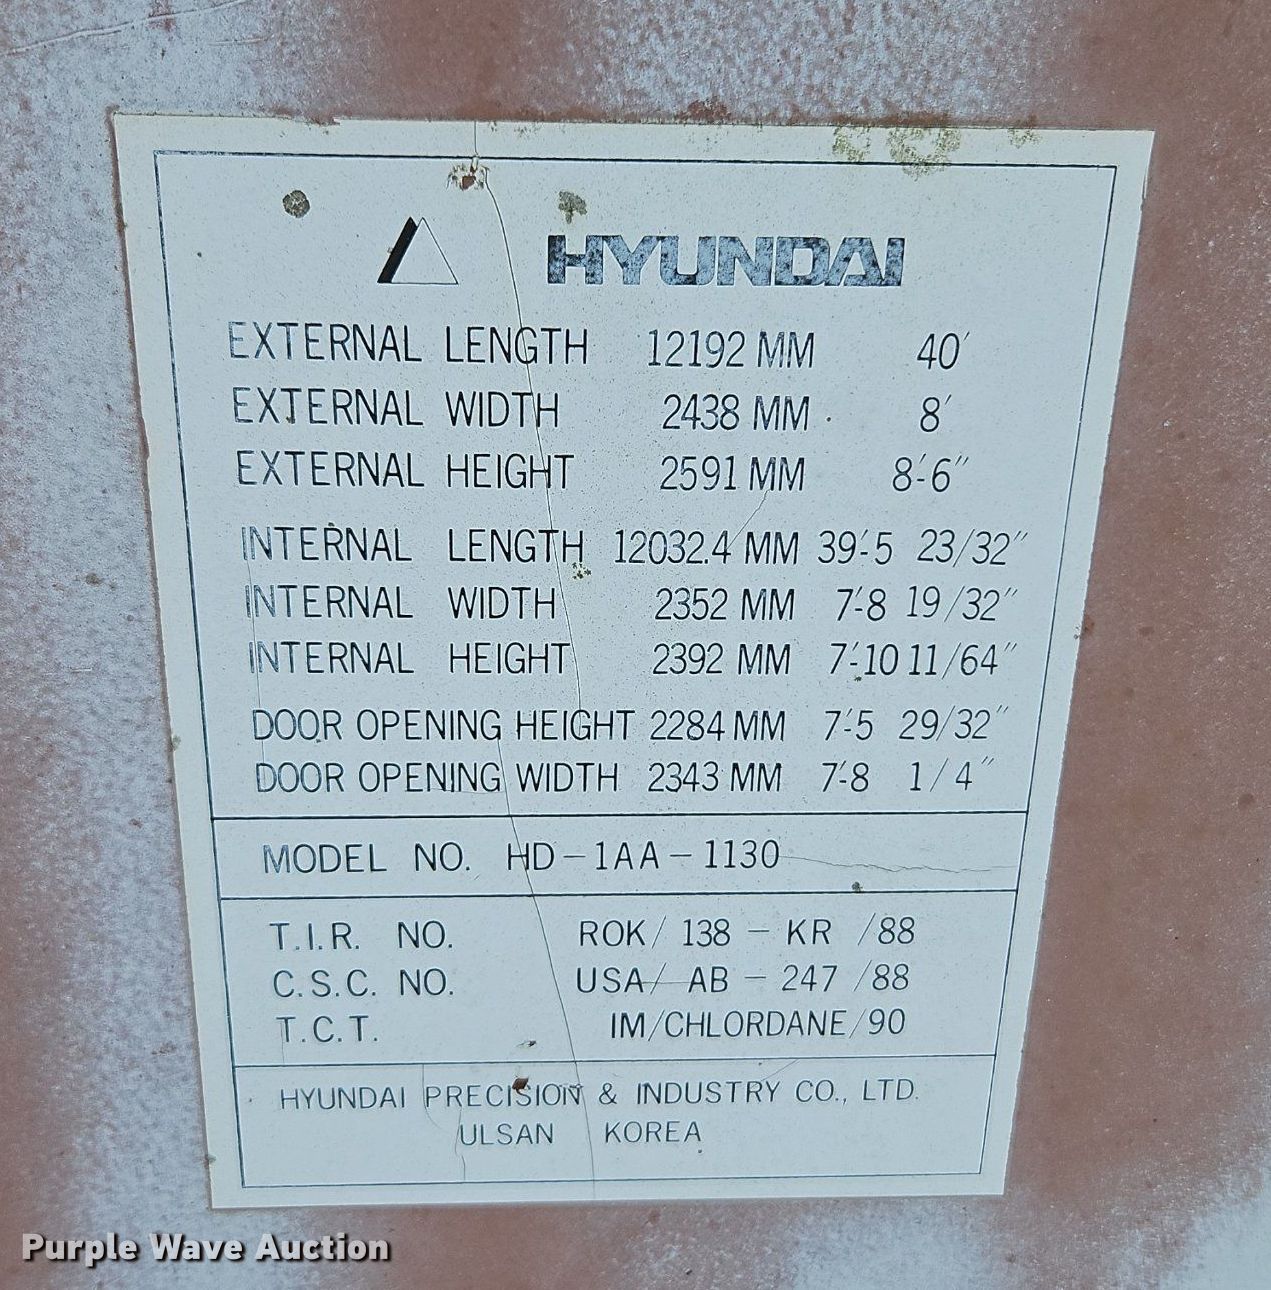 HYUNDAI
EXTERNAL LENGTH 12192 MM 40'
EXTERNAL WIDTH 2438 MM 8'
EXTERNAL HEIGHT 2591 MM 8'-6"
INTERNAL LENGTH 12032.4 MM 39'-5 23/32"
INTERNAL WIDTH 2352 MM 7'-8 19/32"
INTERNAL HEIGHT 2392 MM 7'-10 11/64"
DOOR OPENING HEIGHT 2284 MM 7'-5 29/32"
DOOR OPENING WIDTH 2343 MM 7'-8 1/4"
MODEL NO. HD-1AA-1130
T.I.R. NO. ROK/ 138 - KR /88
C.S.C. NO. USA/ AB - 247 /88
T.C.T. IM/CHLORDANE/90
HYUNDAI PRECISION & INDUSTRY CO., LTD.
ULSAN KOREA
Purple Wave Auction